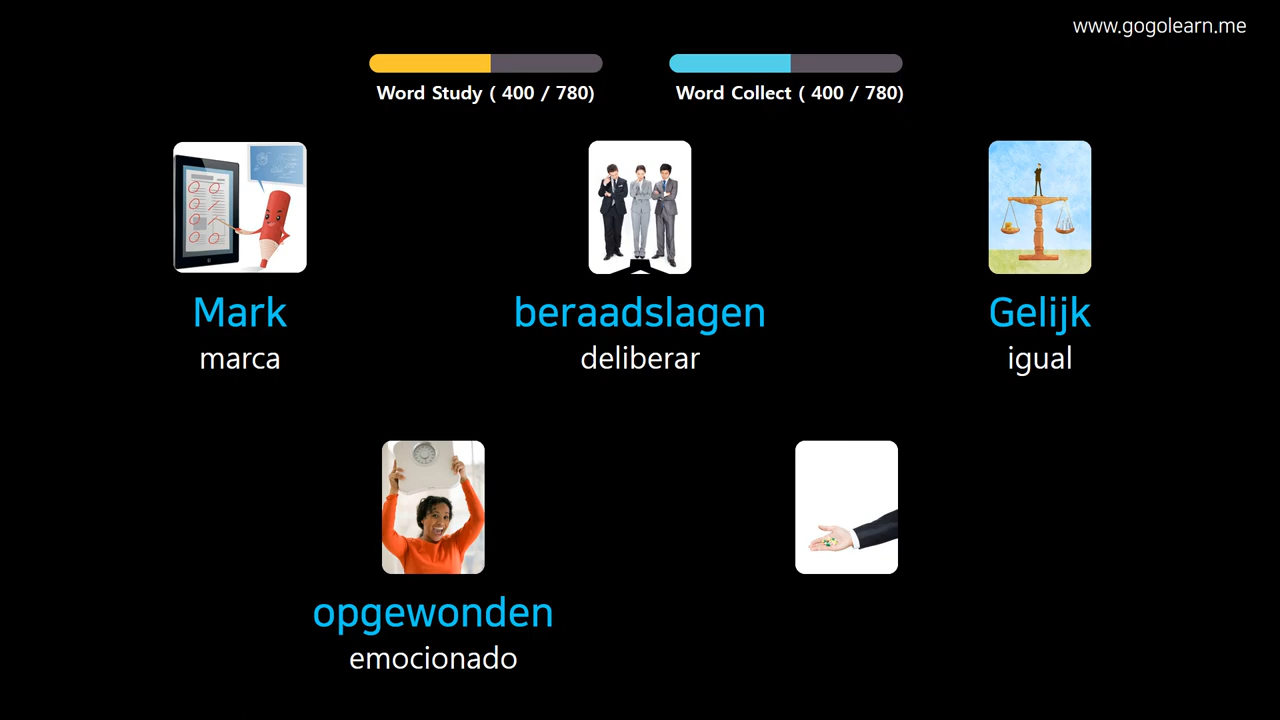 www.gogolearn.me
Word Study ( 400 / 780)
Word Collect ( 400 / 780)
Mark
marca
beraadslagen
deliberar
Gelijk
igual
opgewonden
emocionado